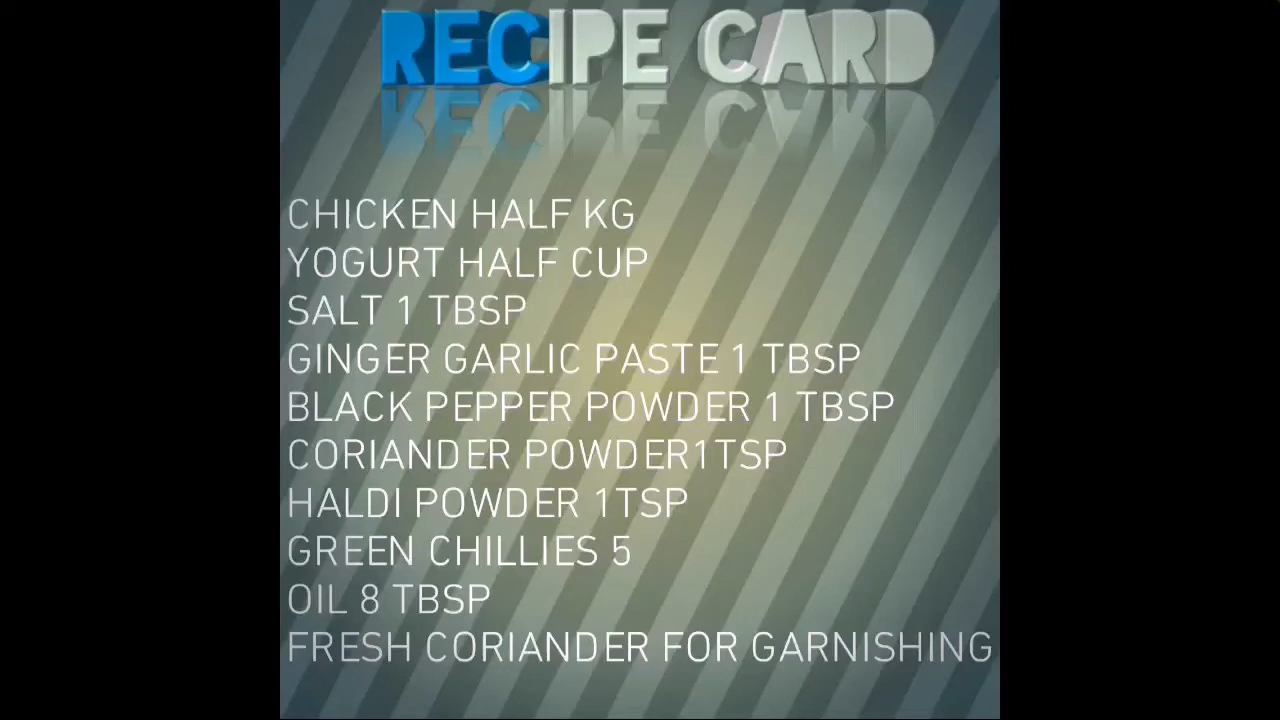 RECIPE CARD
CHICKEN HALF KG
YOGURT HALF CUP
SALT 1 TBSP
GINGER GARLIC PASTE 1 TBSP
BLACK PEPPER POWDER 1 TBSP
CORIANDER POWDER1TSP
HALDI POWDER 1TSP
GREEN CHILLIES 5
OIL 8 TBSP
FRESH CORIANDER FOR GARNISHING